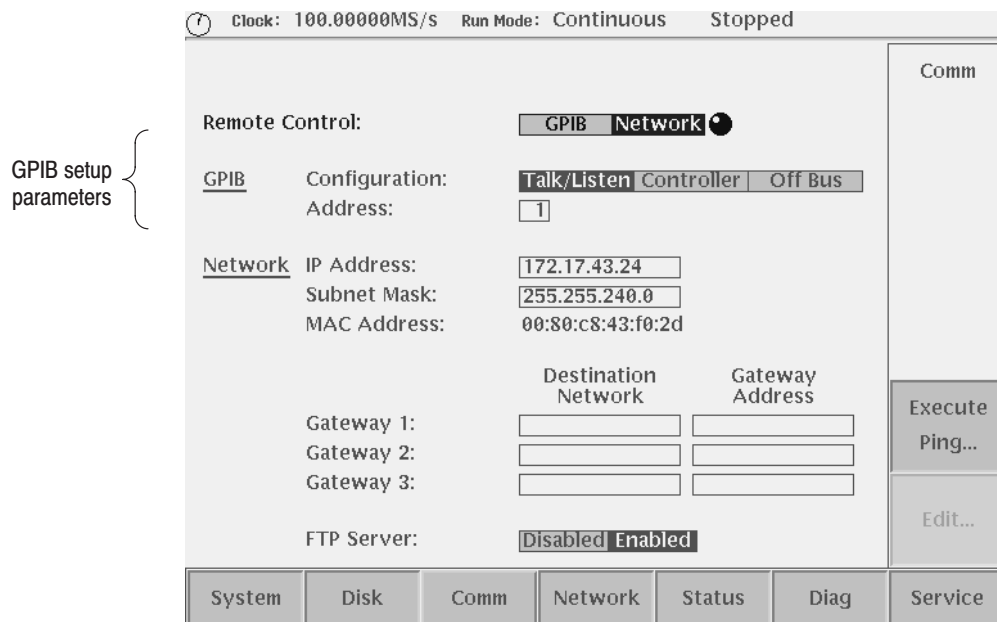 Clock: 100.00000MS/s Run Mode: Continuous Stopped
Comm
Remote Control: GPIB Network
GPIB setup parameters
GPIB Configuration: Talk/Listen Controller Off Bus
Address: 1
Network IP Address: 172.17.43.24
Subnet Mask: 255.255.240.0
MAC Address: 00:80:c8:43:f0:2d
Destination Network Gateway Address
Gateway 1:
Gateway 2:
Gateway 3:
Execute Ping...
Edit...
FTP Server: Disabled Enabled
System Disk Comm Network Status Diag Service